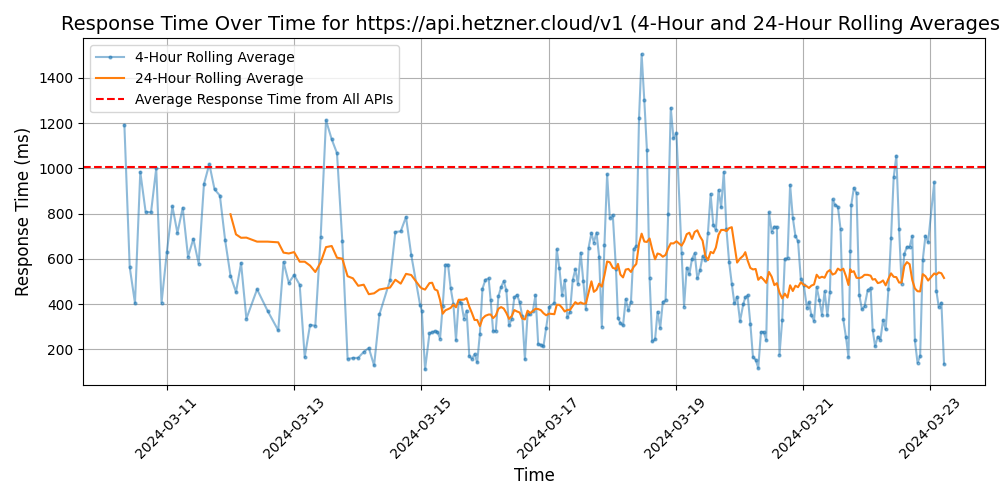 Response Time Over Time for https://api.hetzner.cloud/v1 (4-Hour and 24-Hour Rolling Averages
4-Hour Rolling Average
24-Hour Rolling Average
Average Response Time from All APIs
Response Time (ms)
1400
1200
1000
800
600
400
200
2024-03-11
2024-03-13
2024-03-15
2024-03-17
2024-03-19
2024-03-21
2024-03-23
Time